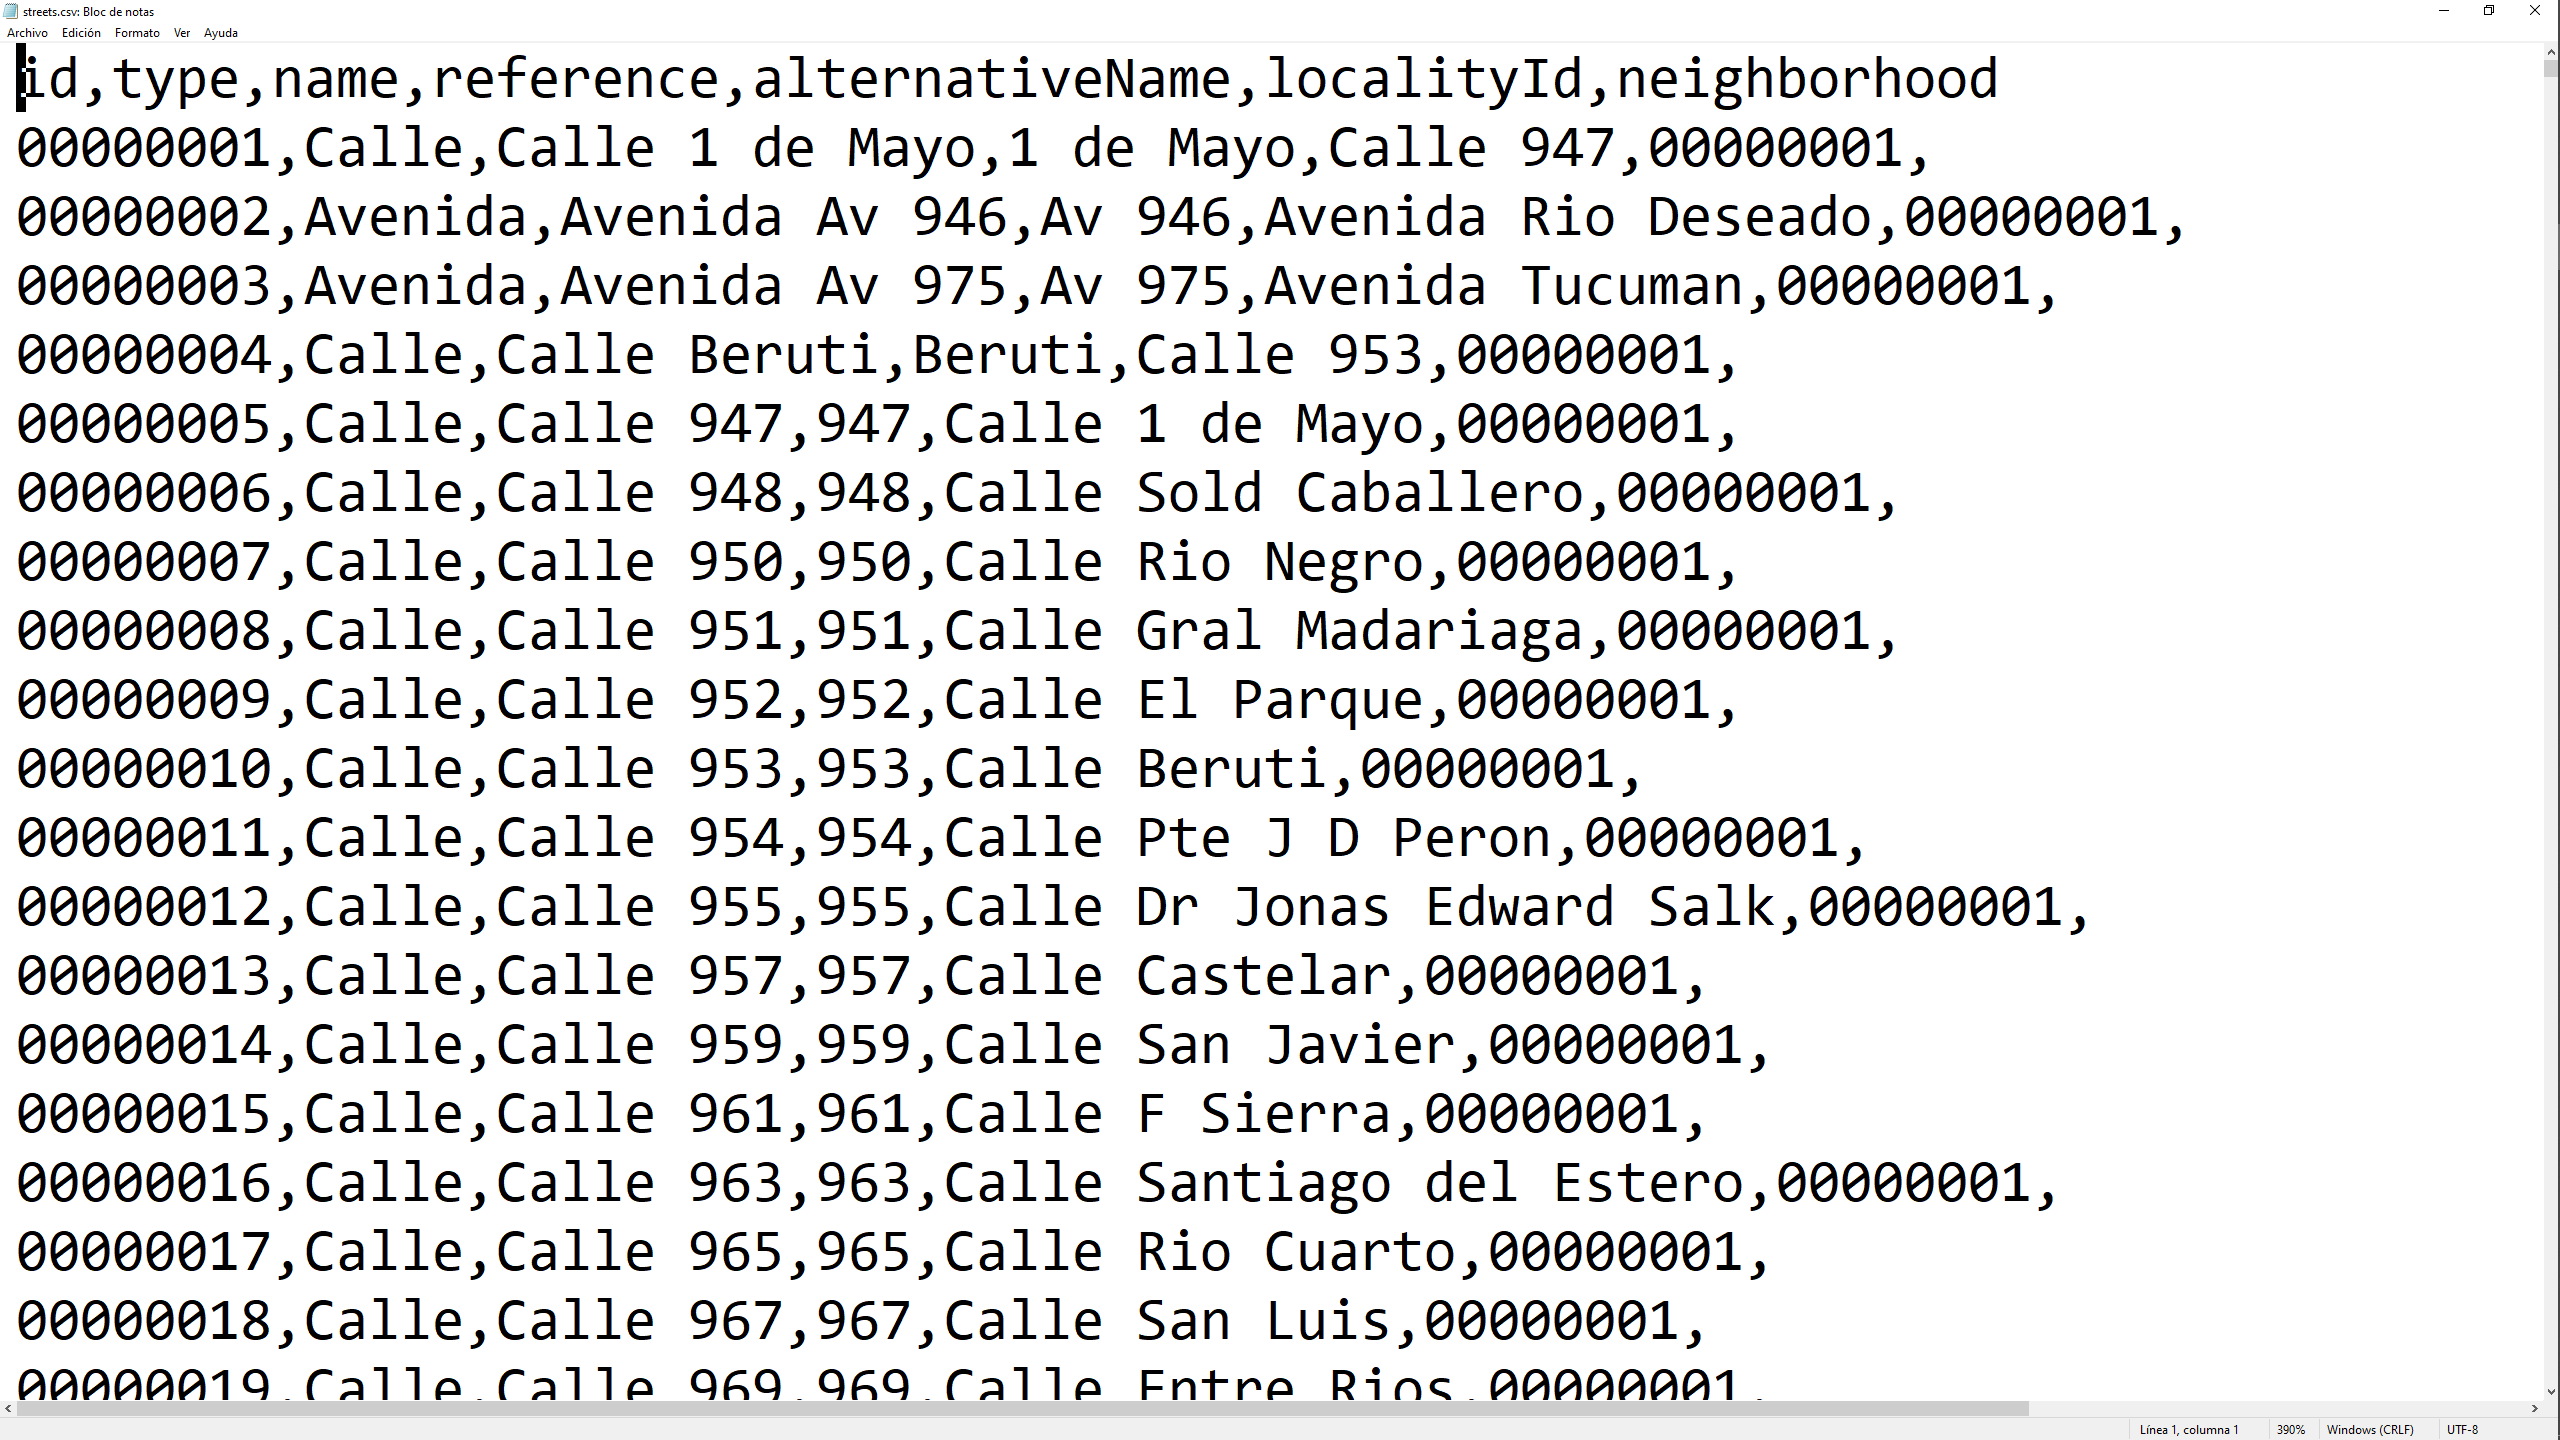 streets.csv: Bloc de notas
Archivo Edición Formato Ver Ayuda
id,type,name,reference,alternativeName,localityId,neighborhood
00000001,Calle,Calle 1 de Mayo,1 de Mayo,Calle 947,00000001,
00000002,Avenida,Avenida Av 946,Av 946,Avenida Rio Deseado,00000001,
00000003,Avenida,Avenida Av 975,Av 975,Avenida Tucuman,00000001,
00000004,Calle,Calle Beruti,Beruti,Calle 953,00000001,
00000005,Calle,Calle 947,947,Calle 1 de Mayo,00000001,
00000006,Calle,Calle 948,948,Calle Sold Caballero,00000001,
00000007,Calle,Calle 950,950,Calle Rio Negro,00000001,
00000008,Calle,Calle 951,951,Calle Gral Madariaga,00000001,
00000009,Calle,Calle 952,952,Calle El Parque,00000001,
00000010,Calle,Calle 953,953,Calle Beruti,00000001,
00000011,Calle,Calle 954,954,Calle Pte J D Peron,00000001,
00000012,Calle,Calle 955,955,Calle Dr Jonas Edward Salk,00000001,
00000013,Calle,Calle 957,957,Calle Castelar,00000001,
00000014,Calle,Calle 959,959,Calle San Javier,00000001,
00000015,Calle,Calle 961,961,Calle F Sierra,00000001,
00000016,Calle,Calle 963,963,Calle Santiago del Estero,00000001,
00000017,Calle,Calle 965,965,Calle Rio Cuarto,00000001,
00000018,Calle,Calle 967,967,Calle San Luis,00000001,
00000019,Calle,Calle 969,969,Calle Entre Rios,00000001,
Línea 1, columna 1 390% Windows (CRLF) UTF-8